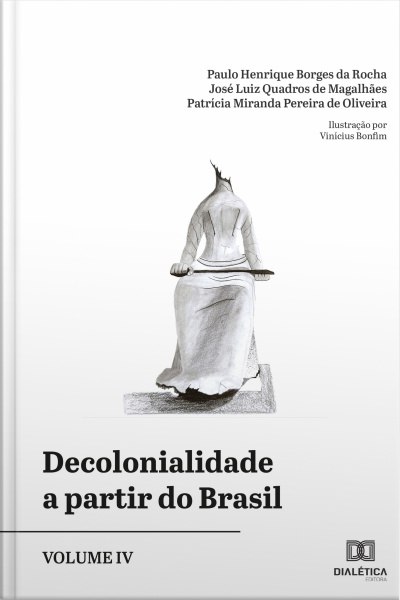 Paulo Henrique Borges da Rocha
José Luiz Quadros de Magalhães
Patrícia Miranda Pereira de Oliveira
Ilustração por
Vinícius Bonfim
Decolonialidade
a partir do Brasil
VOLUME IV
DIALÉTICA
EDITORA